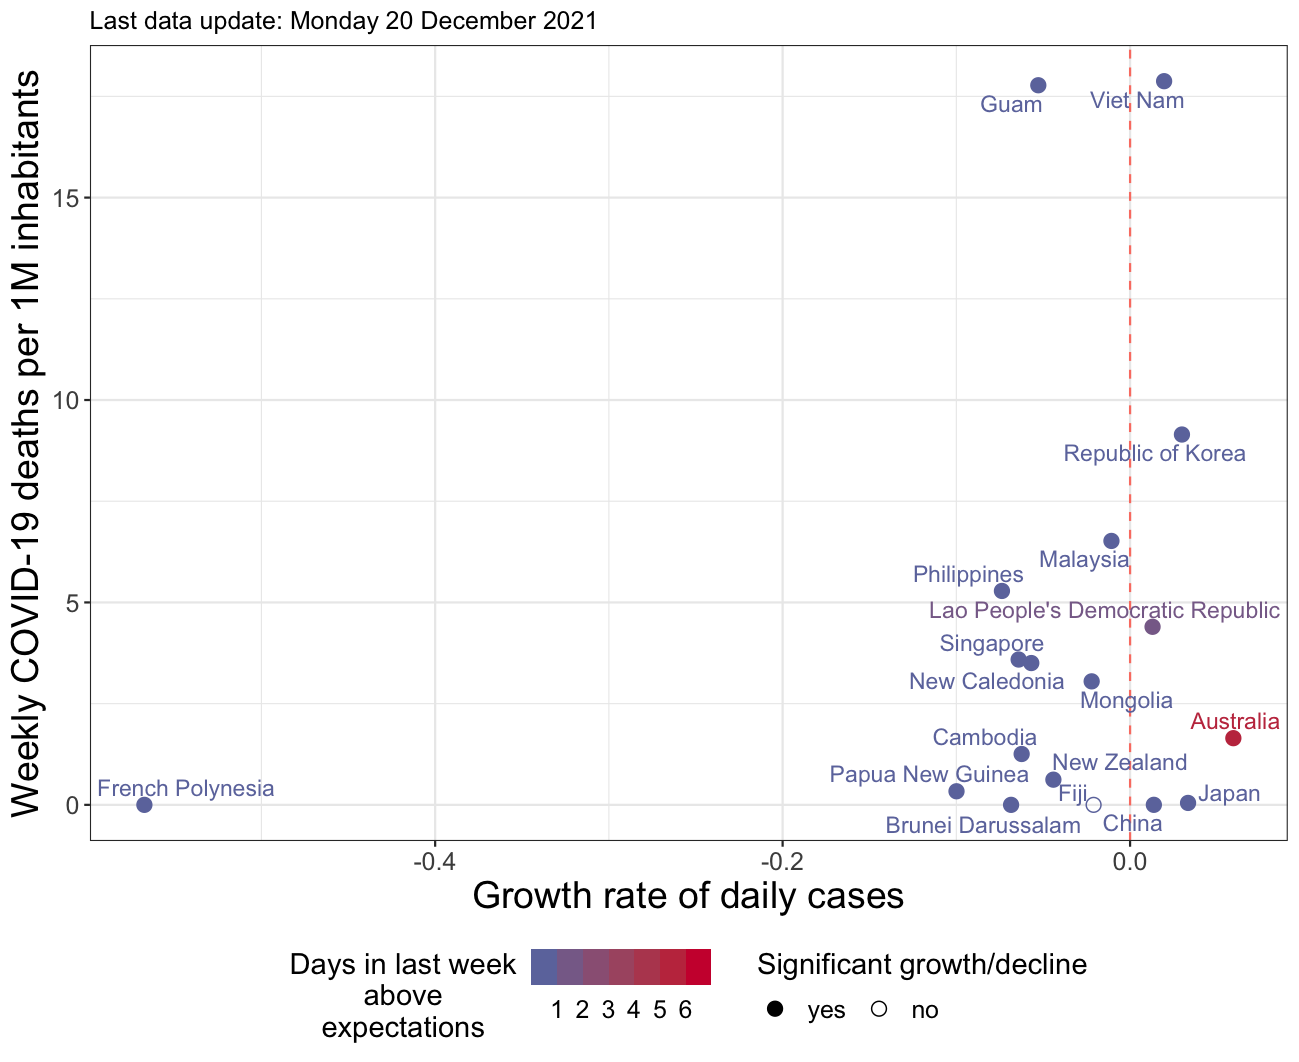 Last data update: Monday 20 December 2021
Weekly COVID-19 deaths per 1M inhabitants
15
10
5
0
Guam
Viet Nam
Republic of Korea
Malaysia
Philippines
Lao People's Democratic Republic
Singapore
New Caledonia
Mongolia
Australia
Cambodia
New Zealand
Papua New Guinea
French Polynesia
Fiji
Japan
Brunei Darussalam
China
-0.4
-0.2
0.0
Growth rate of daily cases
Days in last week
above
expectations
1 2 3 4 5 6
Significant growth/decline
yes
no